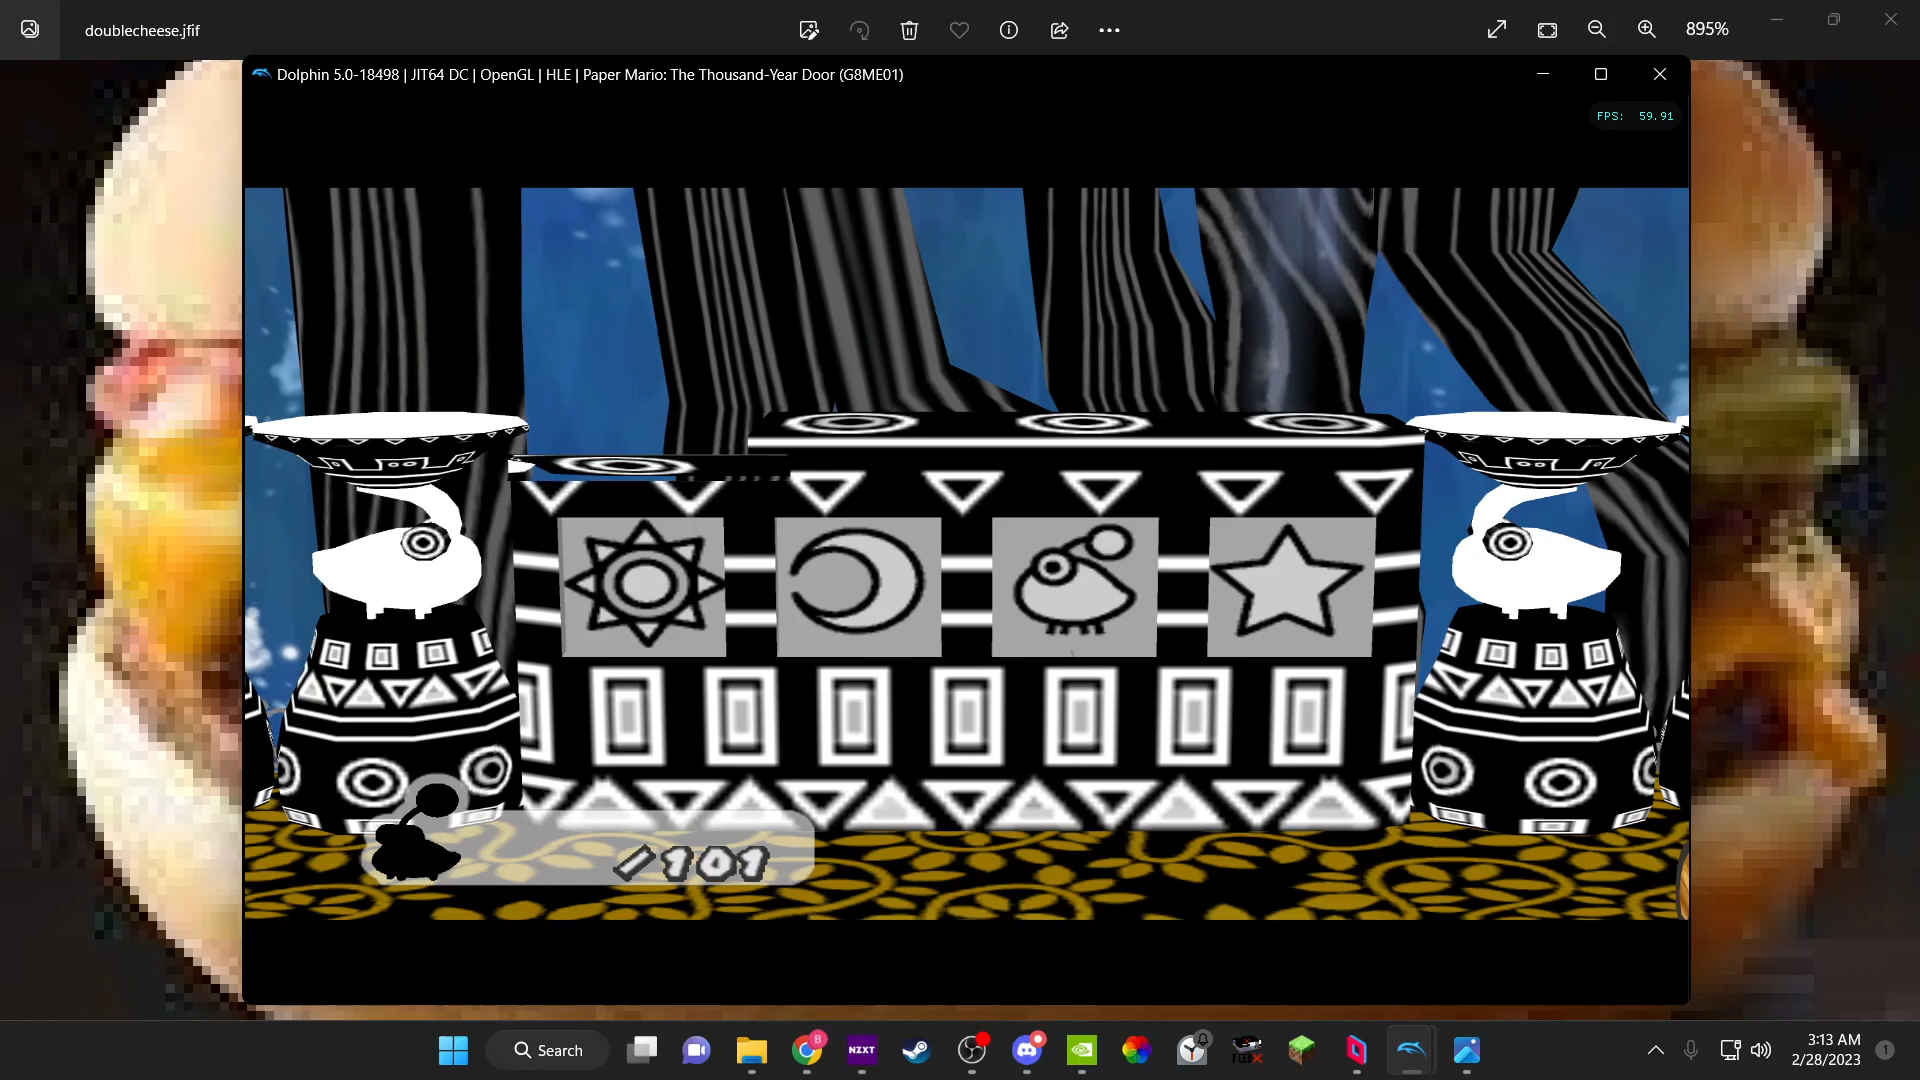 doublecheese.jfif
895%
Dolphin 5.0-18498 | JIT64 DC | OpenGL | HLE | Paper Mario: The Thousand-Year Door (G8ME01)
FPS: 59.91
/101
Search
B
NZXT
3:13 AM
2/28/2023
1